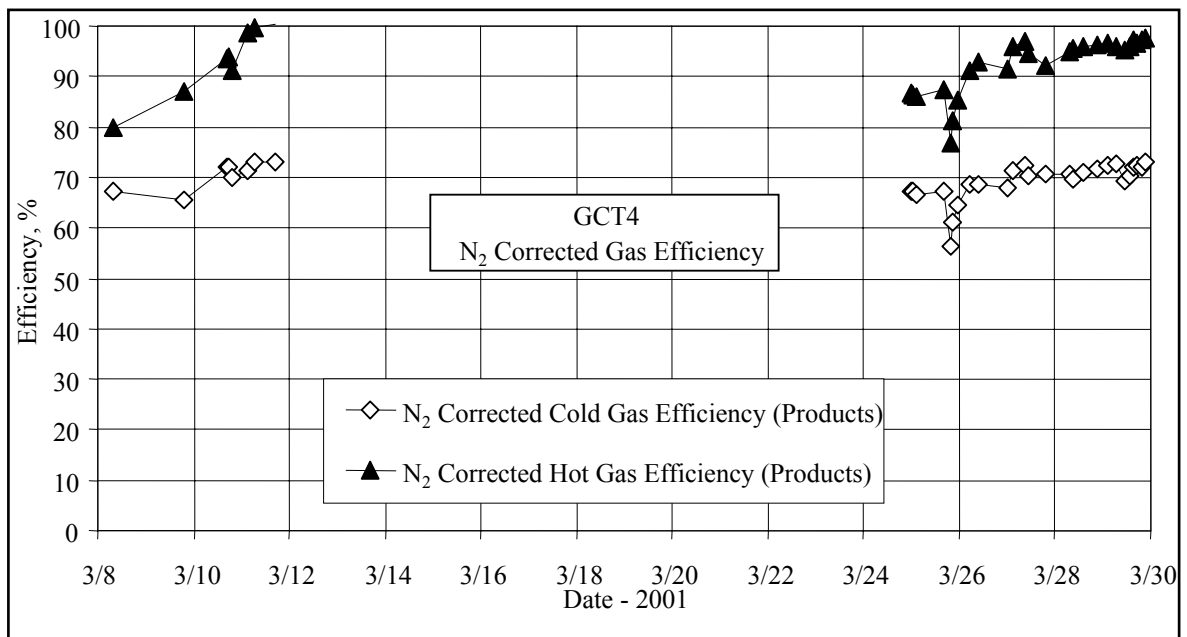 100
90
80
70
60
50
40
30
20
10
0
Efficiency, %
GCT4
N₂ Corrected Gas Efficiency
N₂ Corrected Cold Gas Efficiency (Products)
N₂ Corrected Hot Gas Efficiency (Products)
3/8 3/10 3/12 3/14 3/16 3/18 3/20 3/22 3/24 3/26 3/28 3/30
Date - 2001